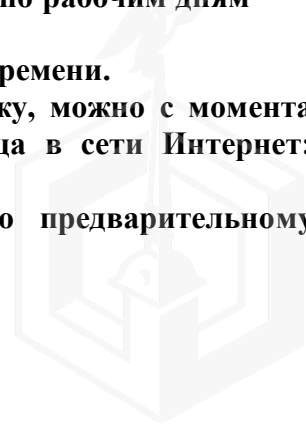 по рабочим дням
ремени.
ку, можно с момента
ца в сети Интернет:
о предварительному